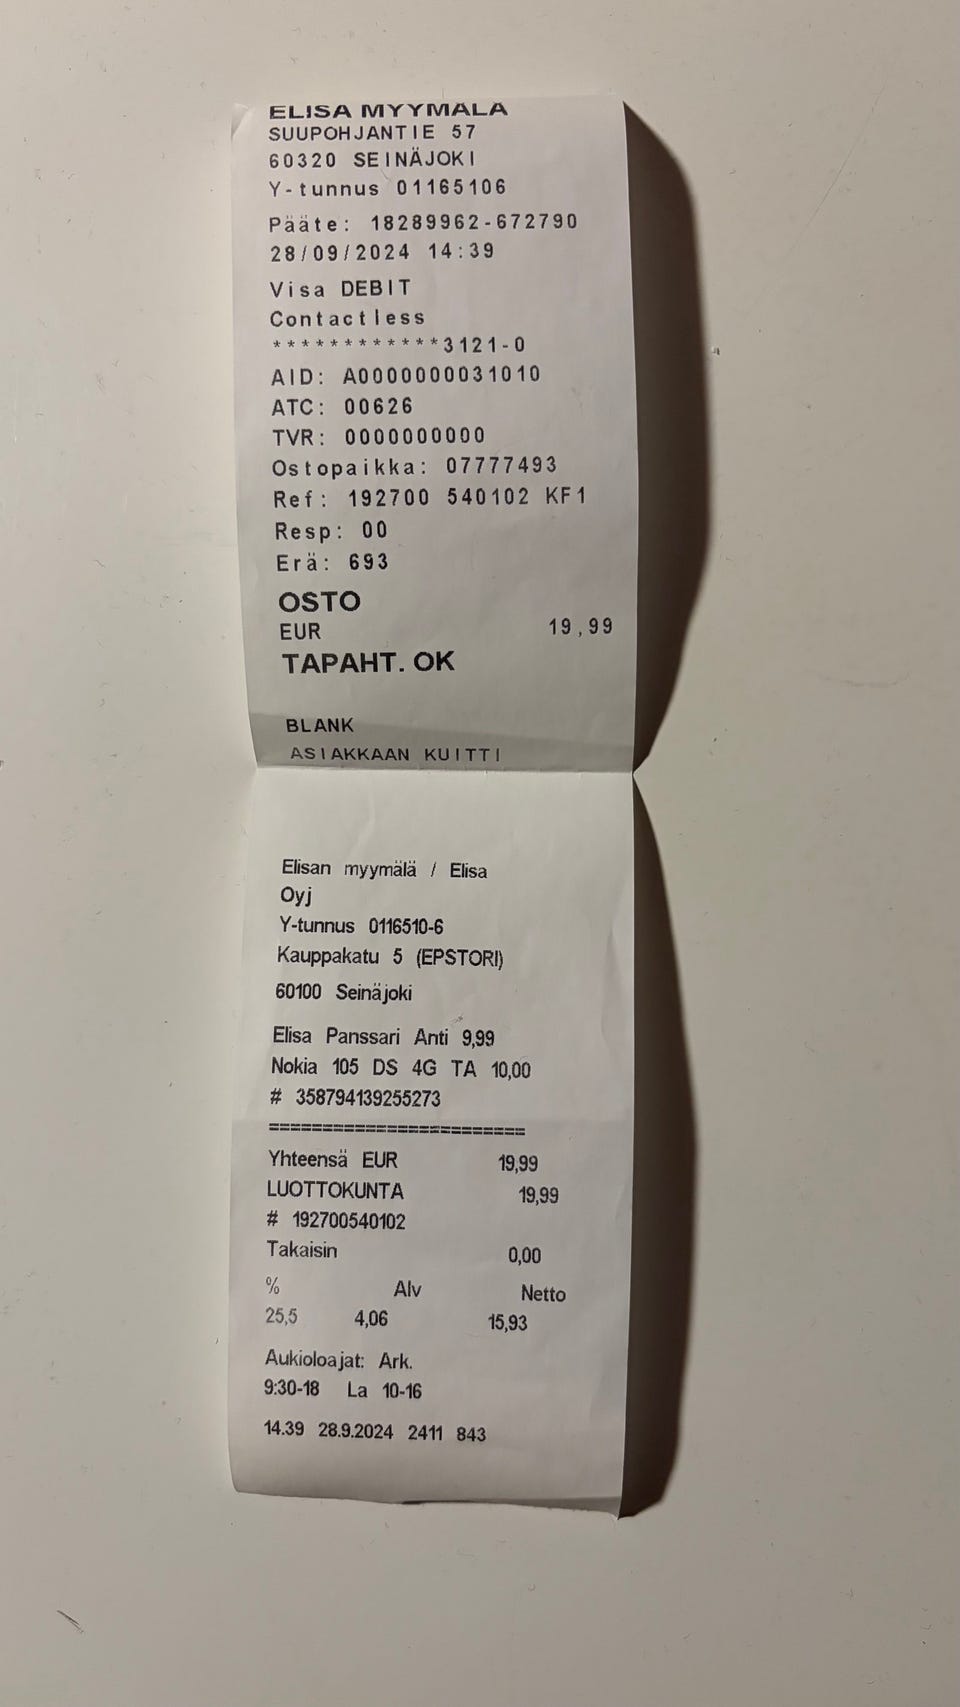 ELISA MYYMÄLÄ
SUUPOHJANTIE 57
60320 SEINÄJOKI
Y-tunnus 01165106
Pääte: 18289962-672790
28/09/2024 14:39
Visa DEBIT
Contactless
************3121-0
AID: A0000000031010
ATC: 00626
TVR: 0000000000
Ostopaikka: 07777493
Ref: 192700 540102 KF1
Resp: 00
Erä: 693
OSTO
EUR 19,99
TAPAHT. OK
BLANK
ASIAKKAAN KUITTI
Elisan myymälä / Elisa
Oyj
Y-tunnus 0116510-6
Kauppakatu 5 (EPSTORI)
60100 Seinäjoki
Elisa Panssari Anti 9,99
Nokia 105 DS 4G TA 10,00
# 358794139255273
========================
Yhteensä EUR 19,99
LUOTTOKUNTA 19,99
# 192700540102
Takaisin 0,00
% Alv Netto
25,5 4,06 15,93
Aukioloajat: Ark.
9:30-18 La 10-16
14.39 28.9.2024 2411 843